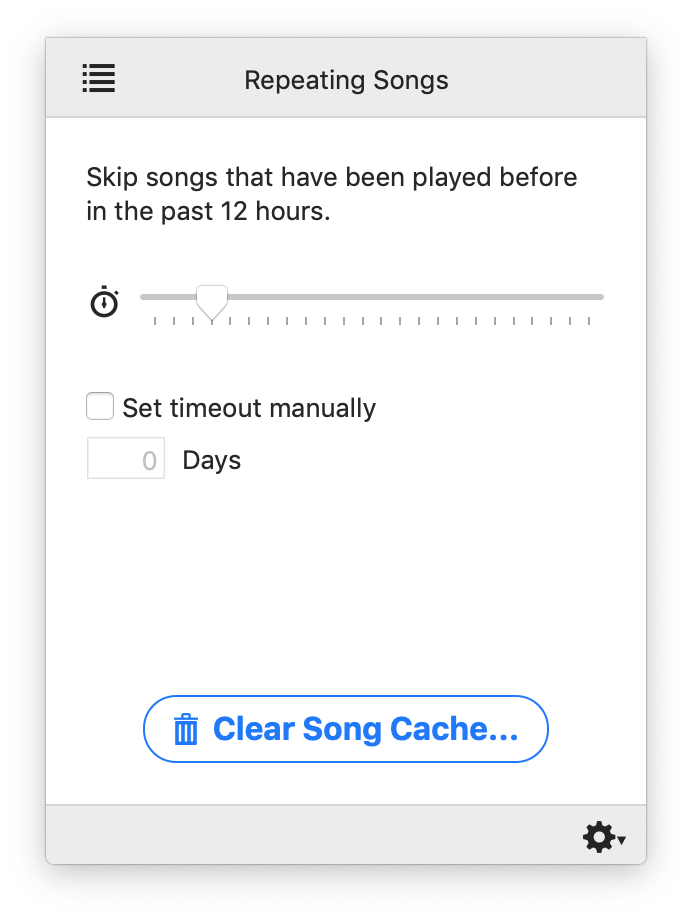 Repeating Songs
Skip songs that have been played before
in the past 12 hours.
Set timeout manually
0 Days
Clear Song Cache...